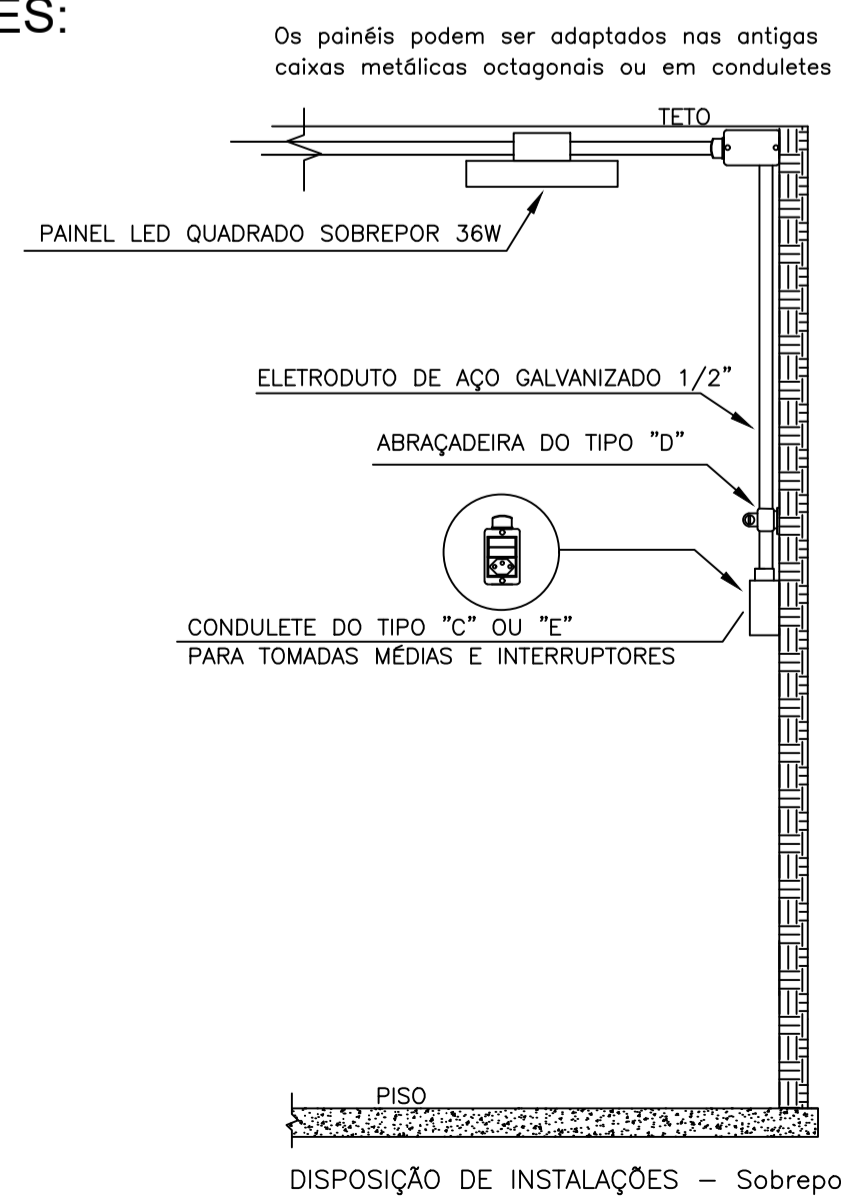 ES:
Os painéis podem ser adaptados nas antigas
caixas metálicas octagonais ou em conduletes
TETO
PAINEL LED QUADRADO SOBREPOR 36W
ELETRODUTO DE AÇO GALVANIZADO 1/2”
ABRAÇADEIRA DO TIPO ”D”
CONDULETE DO TIPO ”C” OU ”E”
PARA TOMADAS MÉDIAS E INTERRUPTORES
PISO
DISPOSIÇÃO DE INSTALAÇÕES – Sobrepo